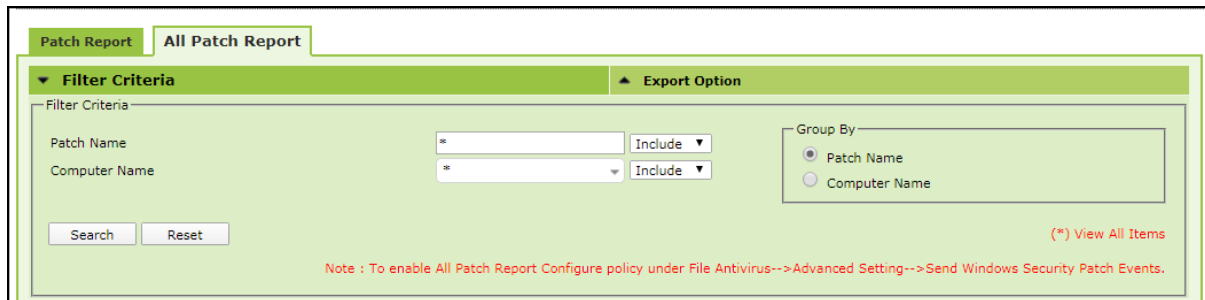 Patch Report All Patch Report
Filter Criteria Export Option
Filter Criteria
Group By
Patch Name * Include Patch Name
Computer Name * Include Computer Name
Search Reset (*) View All Items
Note : To enable All Patch Report Configure policy under File Antivirus-->Advanced Setting-->Send Windows Security Patch Events.